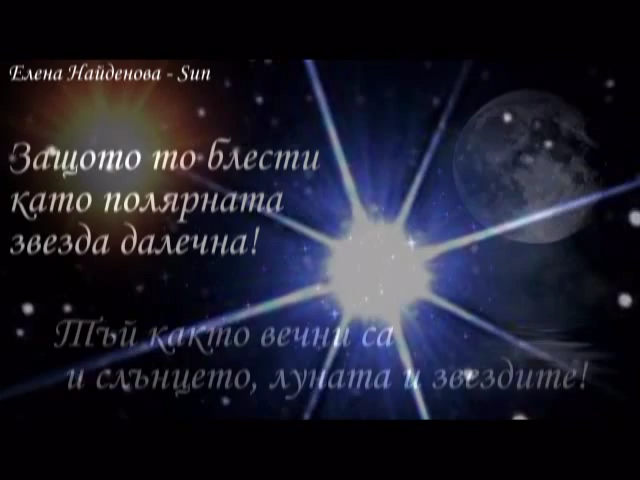 Елена Найденова - Sun
Защото то блести
като полярната
звезда далечна!
Тъй както вечни са
и слънцето, луната и звездите!